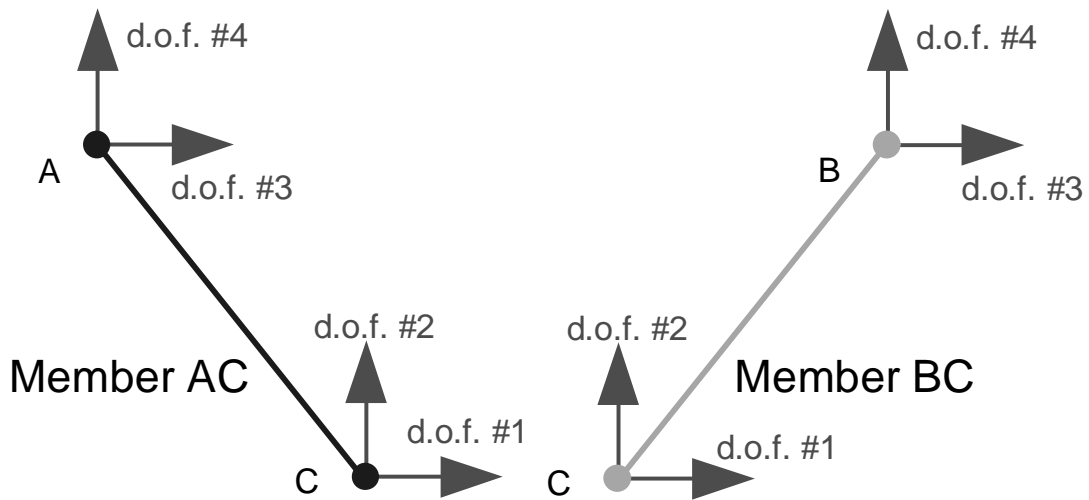 d.o.f. #4
A
d.o.f. #3
d.o.f. #2
Member AC
d.o.f. #1
C
d.o.f. #4
B
d.o.f. #3
d.o.f. #2
Member BC
d.o.f. #1
C